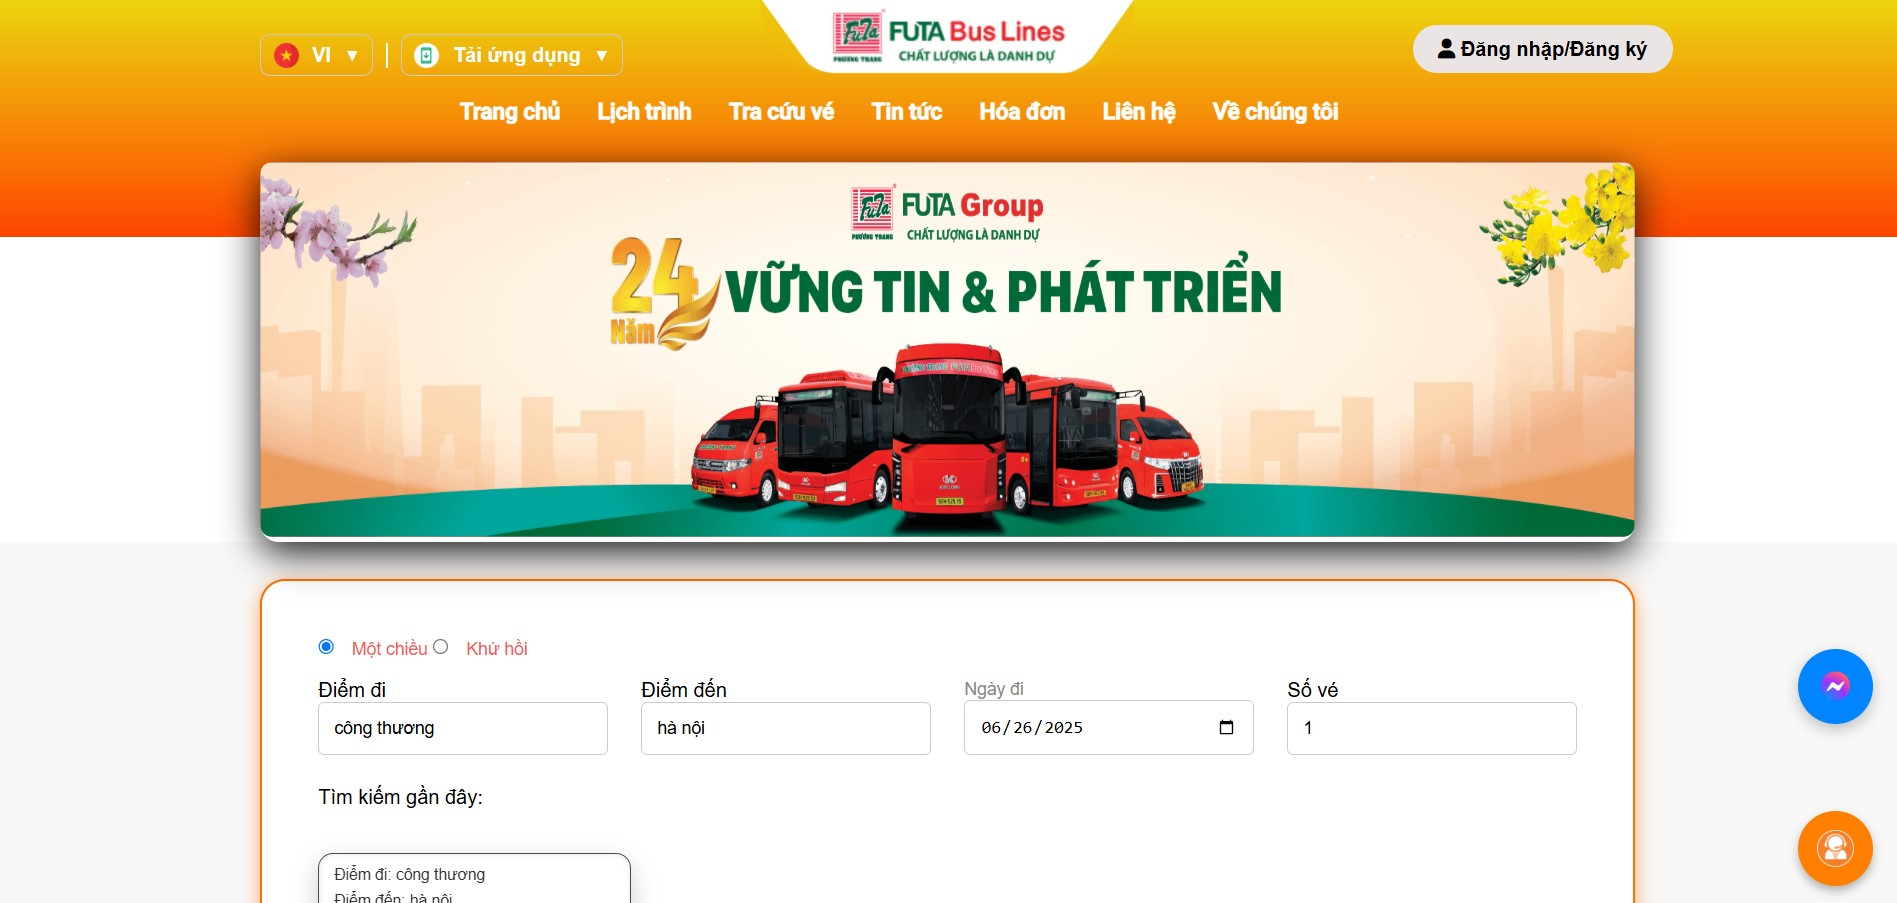 VI ▼
Tải ứng dụng ▼
FUTA Bus Lines
PHƯƠNG TRANG
CHẤT LƯỢNG LÀ DANH DỰ
Đăng nhập/Đăng ký
Trang chủ Lịch trình Tra cứu vé Tin tức Hóa đơn Liên hệ Về chúng tôi
FUTA Group
PHƯƠNG TRANG
CHẤT LƯỢNG LÀ DANH DỰ
24 Năm
VỮNG TIN & PHÁT TRIỂN
Một chiều Khứ hồi
Điểm đi Điểm đến Ngày đi Số vé
công thương hà nội 06/26/2025 1
Tìm kiếm gần đây:
Điểm đi: công thương
Điểm đến: hà nội